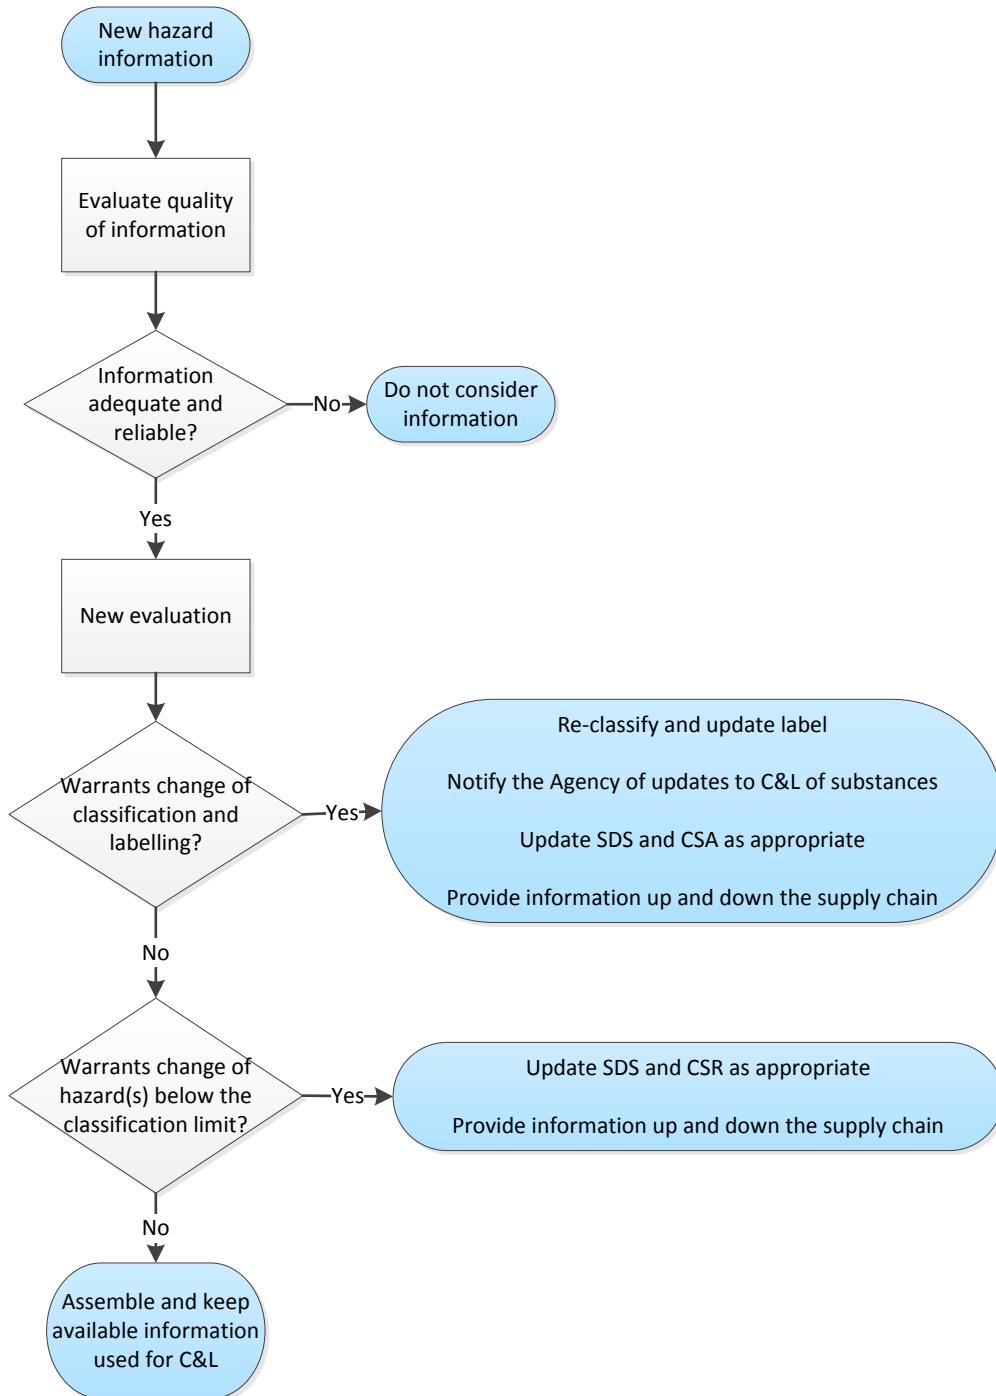 New hazard
information
Evaluate quality
of information
Information
adequate and
reliable?
No
Do not consider
information
Yes
New evaluation
Warrants change of
classification and
labelling?
Yes
Re-classify and update label
Notify the Agency of updates to C&L of substances
Update SDS and CSA as appropriate
Provide information up and down the supply chain
No
Warrants change of
hazard(s) below the
classification limit?
Yes
Update SDS and CSR as appropriate
Provide information up and down the supply chain
No
Assemble and keep
available information
used for C&L